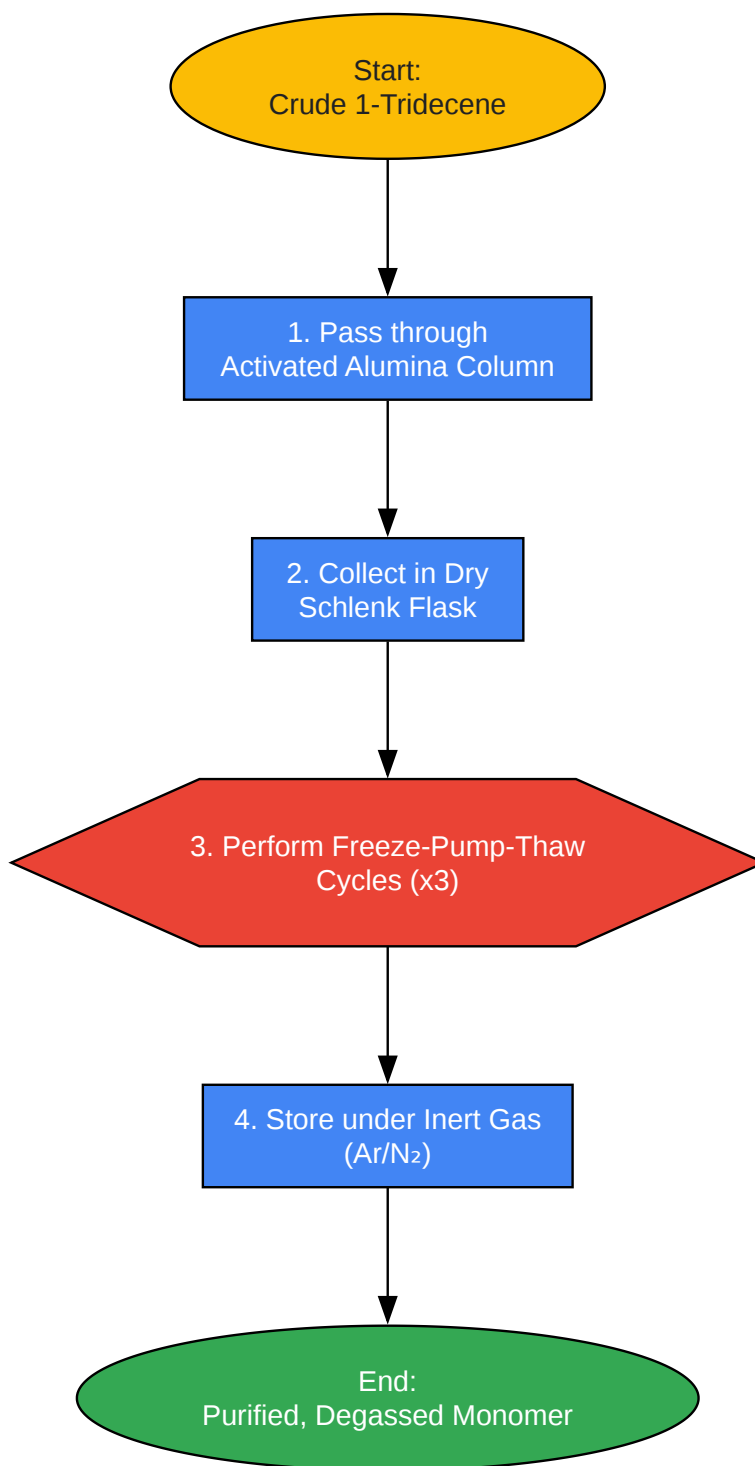 Start:
Crude 1-Tridecene
1. Pass through
Activated Alumina Column
2. Collect in Dry
Schlenk Flask
3. Perform Freeze-Pump-Thaw
Cycles (x3)
4. Store under Inert Gas
(Ar/N₂)
End:
Purified, Degassed Monomer